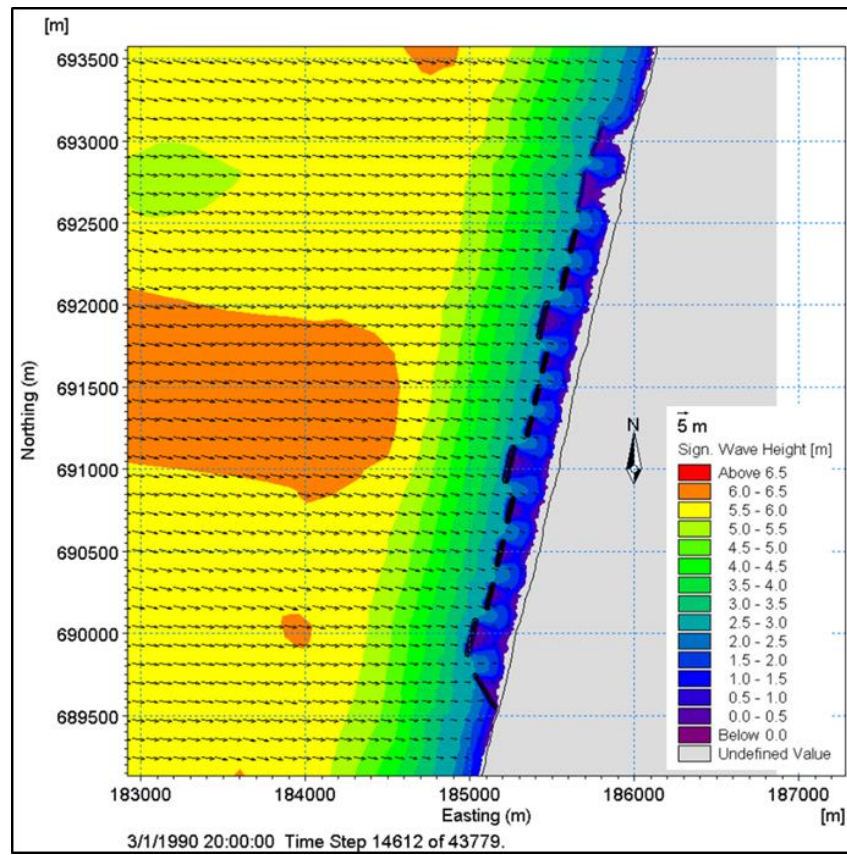 [m]
693500
693000
692500
692000
691500
691000
690500
690000
689500
Northing (m)
183000 184000 185000 186000 187000
Easting (m) [m]
3/1/1990 20:00:00 Time Step 14612 of 43779.
N
5 m
Sign. Wave Height [m]
Above 6.5
6.0 - 6.5
5.5 - 6.0
5.0 - 5.5
4.5 - 5.0
4.0 - 4.5
3.5 - 4.0
3.0 - 3.5
2.5 - 3.0
2.0 - 2.5
1.5 - 2.0
1.0 - 1.5
0.5 - 1.0
0.0 - 0.5
Below 0.0
Undefined Value